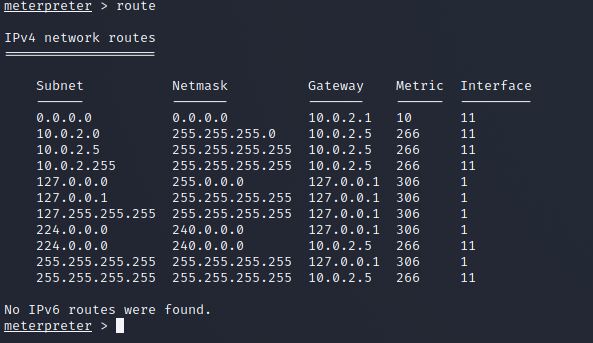 meterpreter > route
IPv4 network routes
===================
Subnet Netmask Gateway Metric Interface
------ ------- ------- ------ ---------
0.0.0.0 0.0.0.0 10.0.2.1 10 11
10.0.2.0 255.255.255.0 10.0.2.5 266 11
10.0.2.5 255.255.255.255 10.0.2.5 266 11
10.0.2.255 255.255.255.255 10.0.2.5 266 11
127.0.0.0 255.0.0.0 127.0.0.1 306 1
127.0.0.1 255.255.255.255 127.0.0.1 306 1
127.255.255.255 255.255.255.255 127.0.0.1 306 1
224.0.0.0 240.0.0.0 127.0.0.1 306 1
224.0.0.0 240.0.0.0 10.0.2.5 266 11
255.255.255.255 255.255.255.255 127.0.0.1 306 1
255.255.255.255 255.255.255.255 10.0.2.5 266 11
No IPv6 routes were found.
meterpreter >